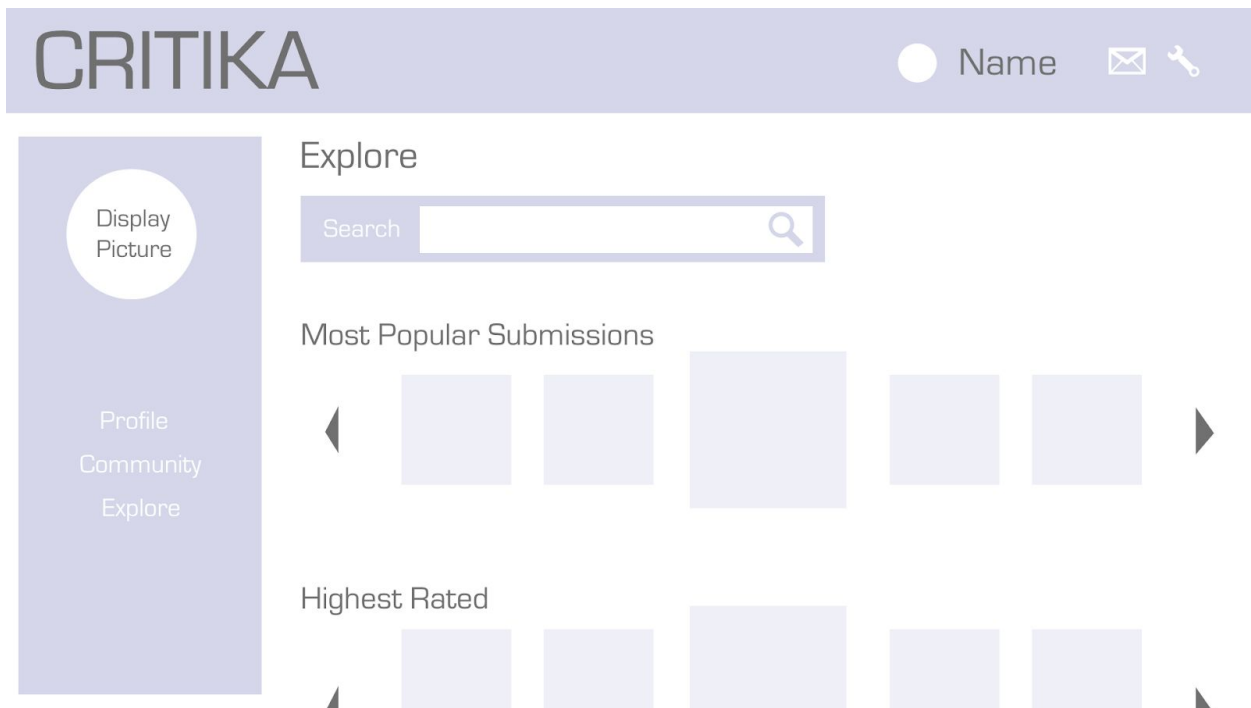 CRITIKA
Name
Display
Picture
Profile
Community
Explore
Explore
Search
Most Popular Submissions
Highest Rated